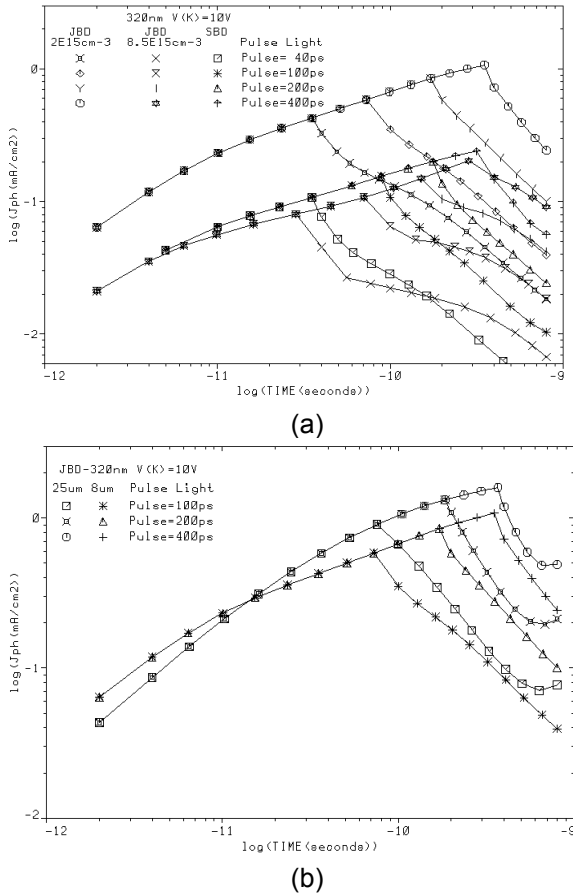 320nm V(K)=10V
JBD JBD SBD
2E15cm-3 8.5E15cm-3 Pulse Light
Pulse= 40ps
Pulse=100ps
Pulse=200ps
Pulse=400ps
0
-1
-2
log(Jph(mA/cm2)
-12 -11 -10 -9
log(TIME(seconds)
(a)
JBD-320nm V(K)=10V
25um 8um Pulse Light
Pulse=100ps
Pulse=200ps
Pulse=400ps
0
-1
-2
log(Jph(mA/cm2)
-12 -11 -10 -9
log(TIME(seconds)
(b)